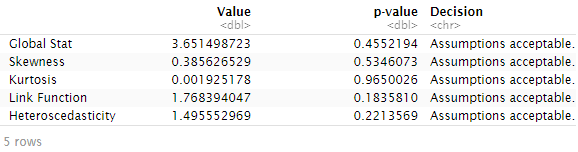 Value p-value Decision
<dbl> <dbl> <chr>
Global Stat 3.651498723 0.4552194 Assumptions acceptable.
Skewness 0.385626529 0.5346073 Assumptions acceptable.
Kurtosis 0.001925178 0.9650026 Assumptions acceptable.
Link Function 1.768394047 0.1835810 Assumptions acceptable.
Heteroscedasticity 1.495552969 0.2213569 Assumptions acceptable.
5 rows